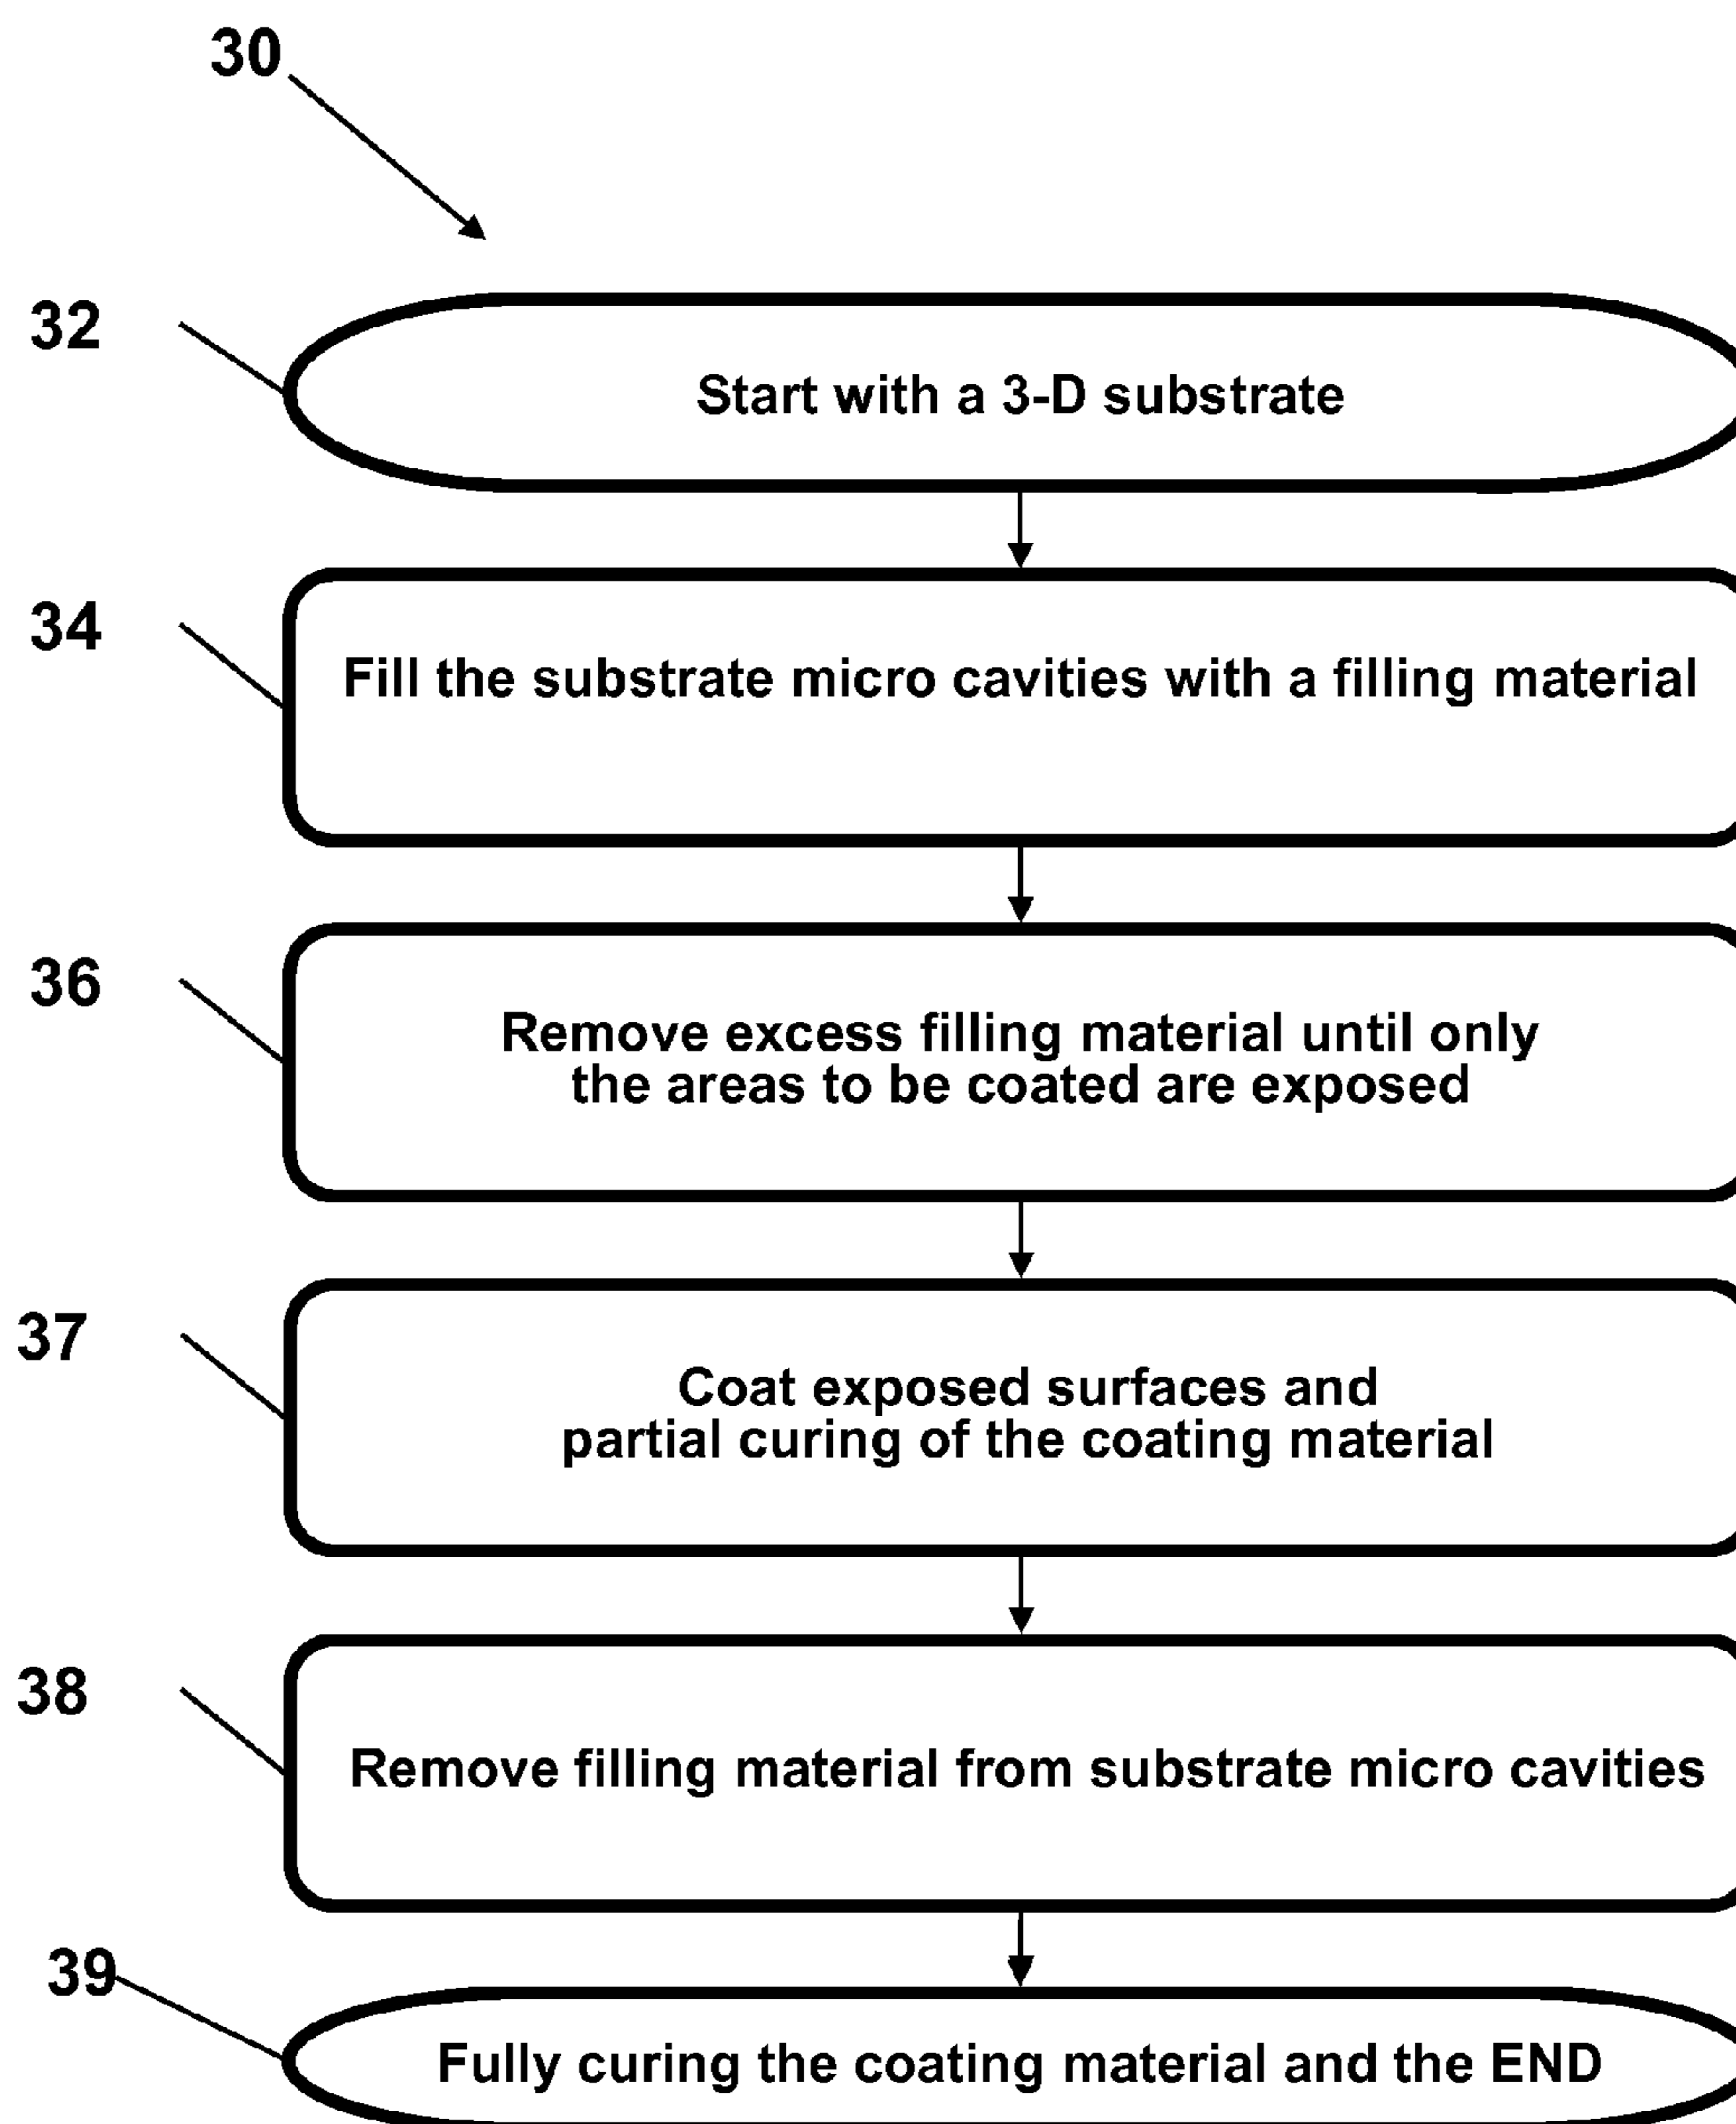 30
32
Start with a 3-D substrate
34
Fill the substrate micro cavities with a filling material
36
Remove excess filling material until only
the areas to be coated are exposed
37
Coat exposed surfaces and
partial curing of the coating material
38
Remove filling material from substrate micro cavities
39
Fully curing the coating material and the END